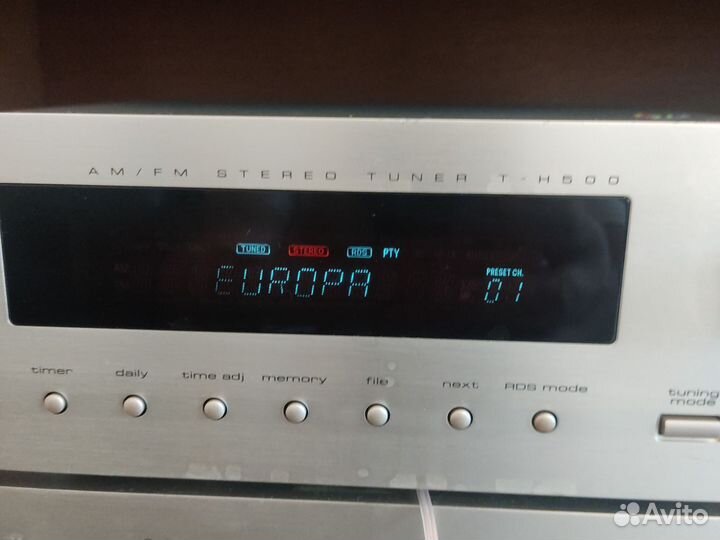 AM/FM STEREO TUNER T-H500
TUNED STEREO RDS PTY
EUROPA
PRESET CH.
01
timer daily time adj memory file next RDS mode
tuning mode
Avito